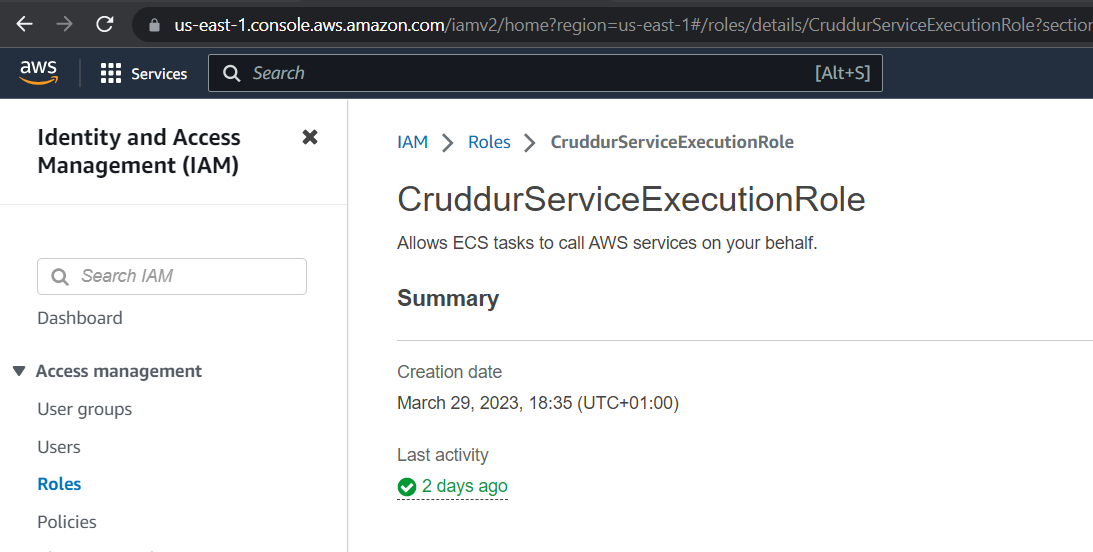 us-east-1.console.aws.amazon.com/iamv2/home?region=us-east-1#/roles/details/CruddurServiceExecutionRole?section
aws
Services
Search
[Alt+S]
Identity and Access
Management (IAM)
Search IAM
Dashboard
Access management
User groups
Users
Roles
Policies
IAM
Roles
CruddurServiceExecutionRole
CruddurServiceExecutionRole
Allows ECS tasks to call AWS services on your behalf.
Summary
Creation date
March 29, 2023, 18:35 (UTC+01:00)
Last activity
2 days ago